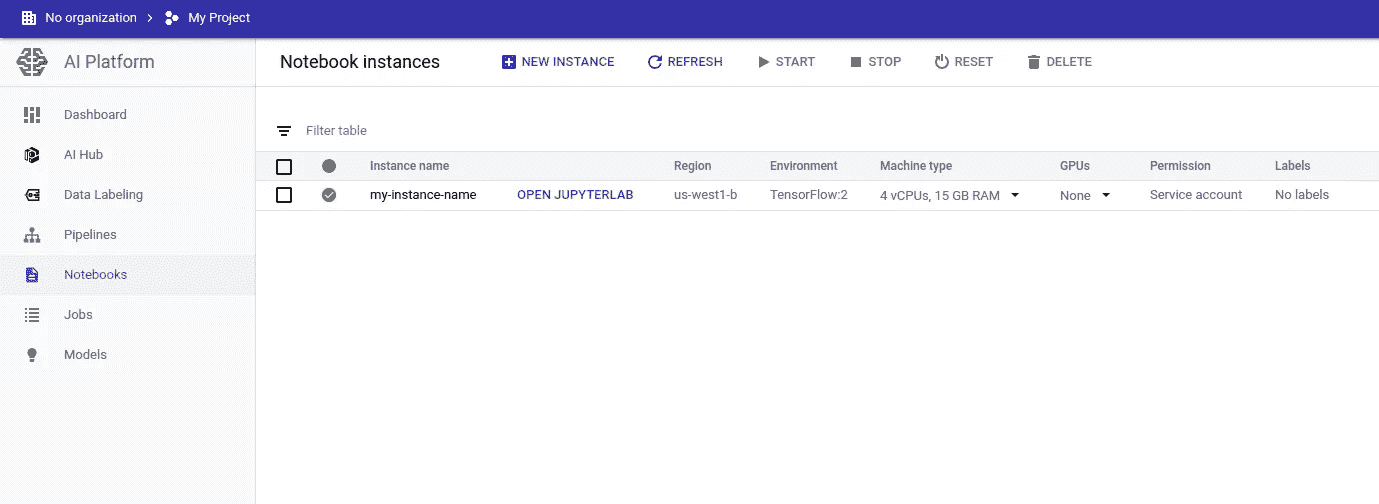 No organization > My Project
AI Platform
Notebook instances NEW INSTANCE REFRESH START STOP RESET DELETE
Dashboard
AI Hub
Data Labeling
Pipelines
Notebooks
Jobs
Models
Filter table
Instance name Region Environment Machine type GPUs Permission Labels
my-instance-name OPEN JUPYTERLAB us-west1-b TensorFlow:2 4 vCPUs, 15 GB RAM None Service account No labels